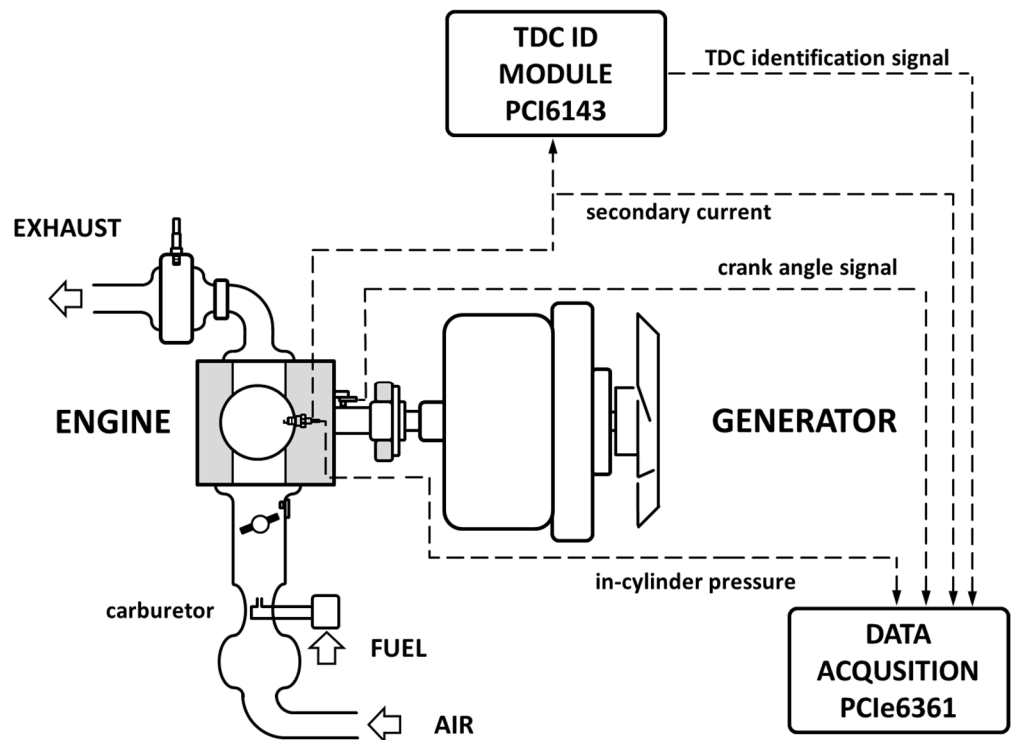 TDC ID
MODULE
PCI6143
TDC identification signal
secondary current
EXHAUST
crank angle signal
ENGINE
GENERATOR
in-cylinder pressure
carburetor
FUEL
AIR
DATA
ACQUSITION
PCIe6361